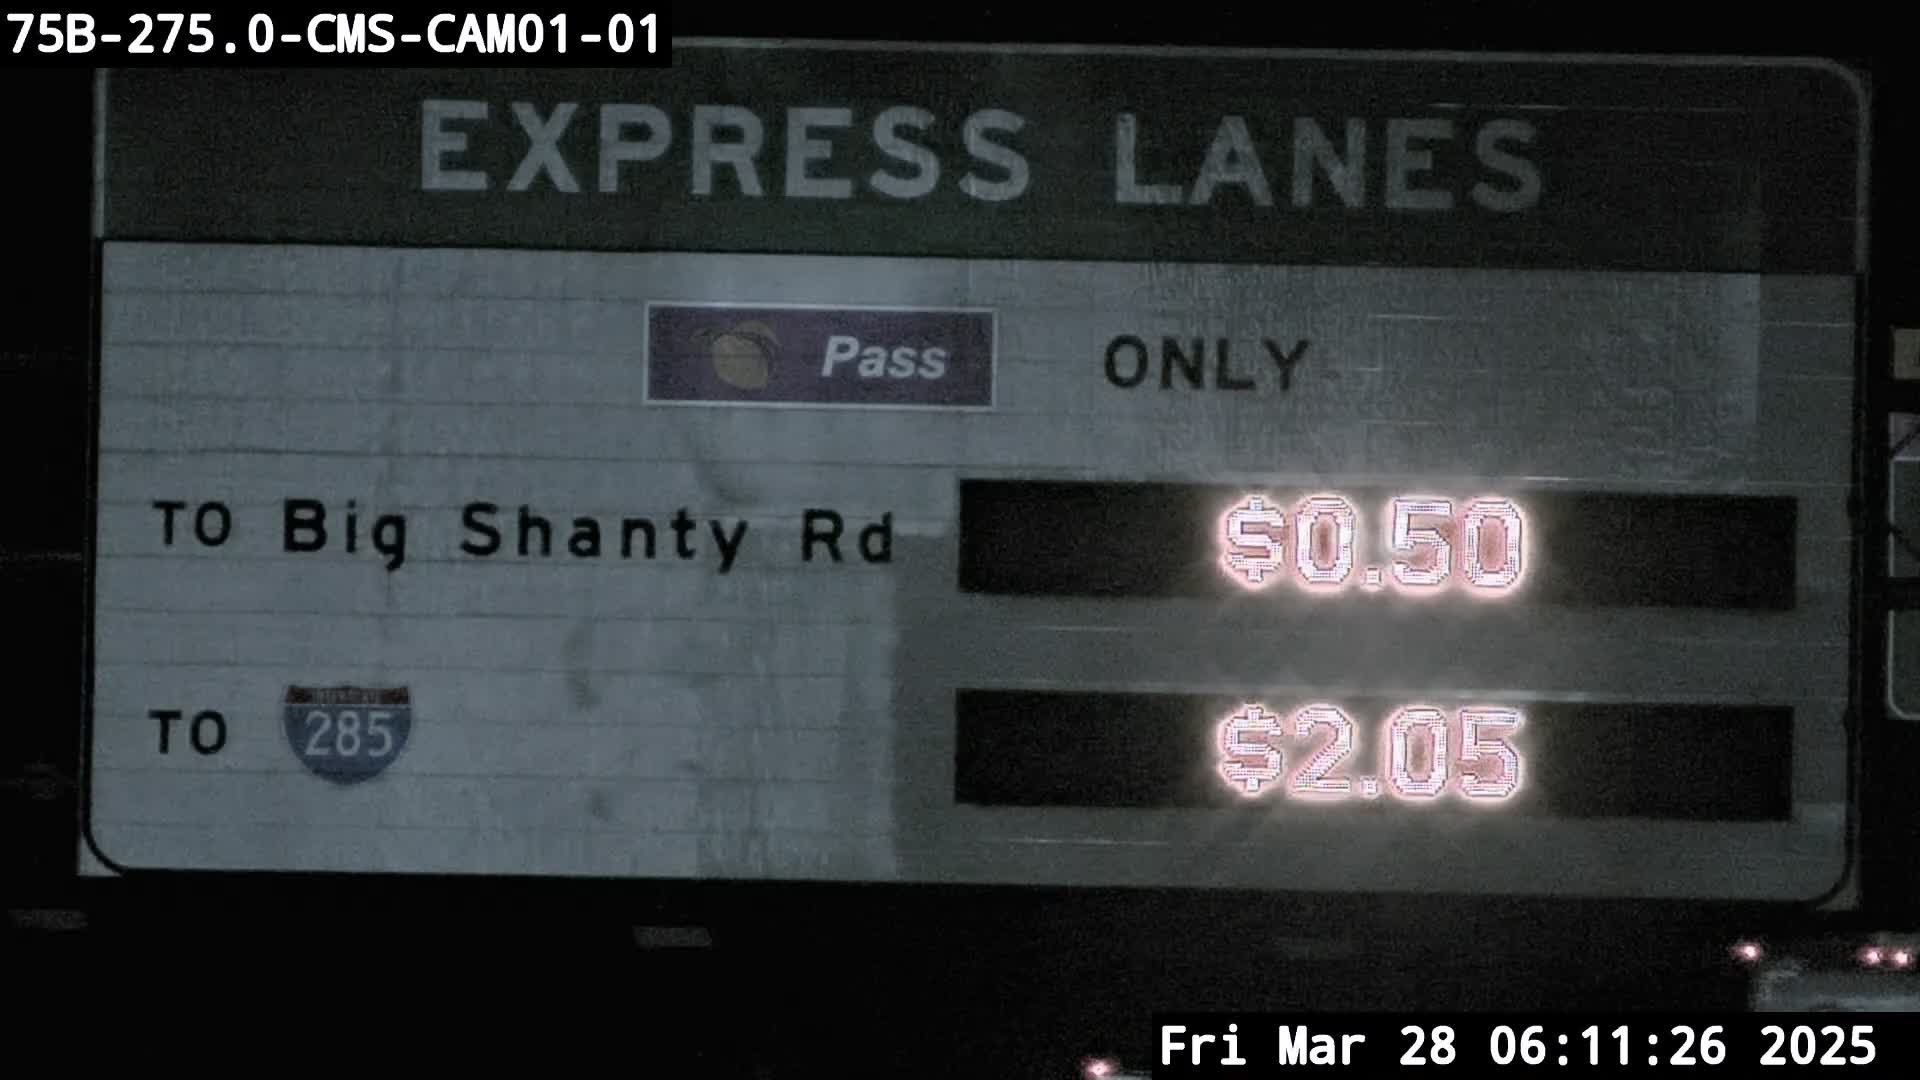 75B-275.0-CMS-CAM01-01
EXPRESS LANES
Pass ONLY
TO Big Shanty Rd $0.50
TO 285 $2.05
Fri Mar 28 06:11:26 2025